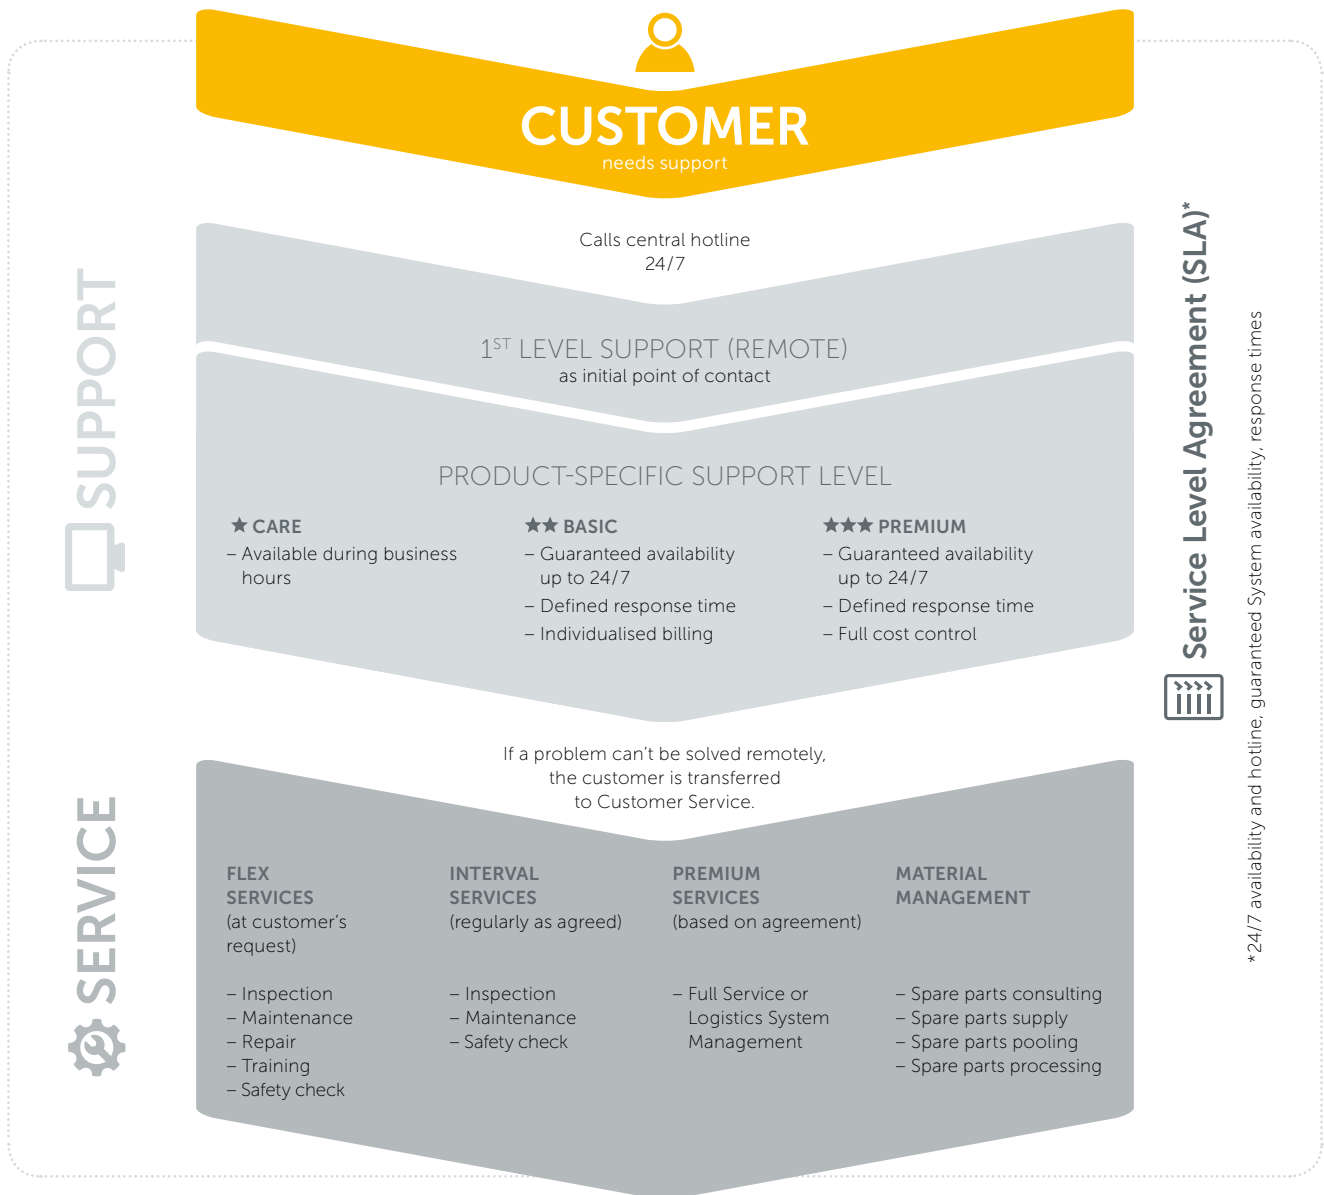 CUSTOMER
needs support
Calls central hotline
24/7
1ST LEVEL SUPPORT (REMOTE)
as initial point of contact
PRODUCT-SPECIFIC SUPPORT LEVEL
★ CARE
– Available during business
hours
★★ BASIC
– Guaranteed availability
up to 24/7
– Defined response time
– Individualised billing
★★★ PREMIUM
– Guaranteed availability
up to 24/7
– Defined response time
– Full cost control
SUPPORT
If a problem can't be solved remotely,
the customer is transferred
to Customer Service.
FLEX
SERVICES
(at customer's
request)
– Inspection
– Maintenance
– Repair
– Training
– Safety check
INTERVAL
SERVICES
(regularly as agreed)
– Inspection
– Maintenance
– Safety check
PREMIUM
SERVICES
(based on agreement)
– Full Service or
Logistics System
Management
MATERIAL
MANAGEMENT
– Spare parts consulting
– Spare parts supply
– Spare parts pooling
– Spare parts processing
SERVICE
Service Level Agreement (SLA)*
*24/7 availability and hotline, guaranteed System availability, response times